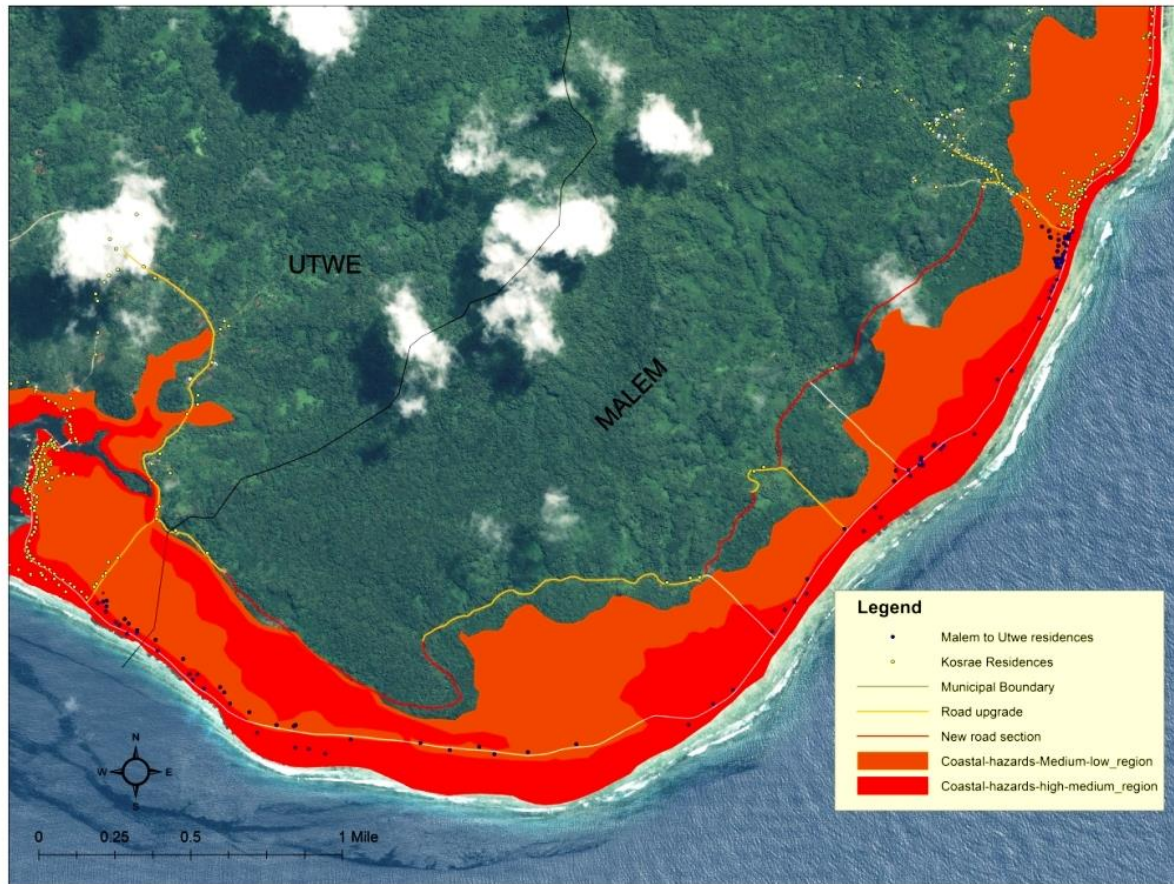 UTWE
MALEM
Legend
Malem to Utwe residences
Kosrae Residences
Municipal Boundary
Road upgrade
New road section
Coastal-hazards-Medium-low_region
Coastal-hazards-high-medium_region
N
W E
S
0 0.25 0.5 1 Mile